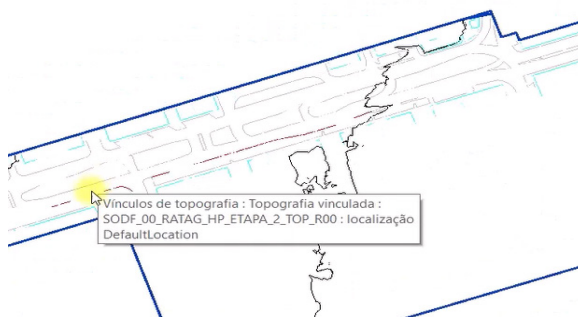 Vínculos de topografia : Topografia vinculada :
SODF_00_RATAG_HP_ETAPA_2_TOP_R00 : localização
DefaultLocation